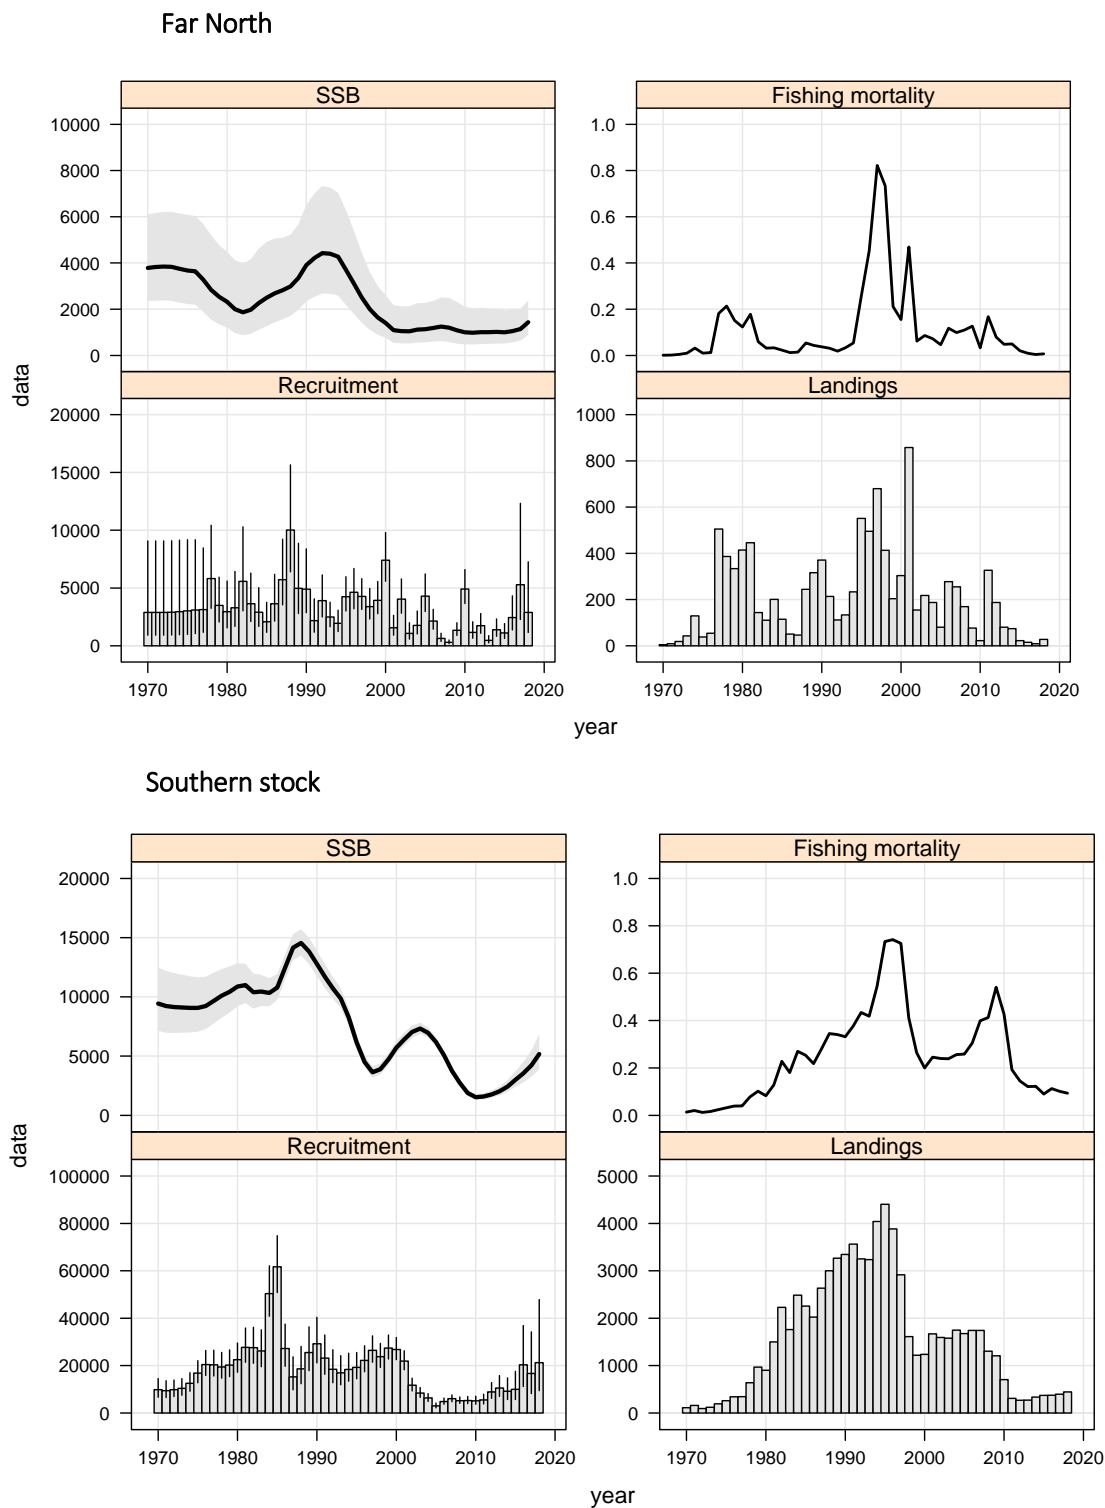 Far North
SSB
Fishing mortality
10000
8000
6000
4000
2000
0
1.0
0.8
0.6
0.4
0.2
0.0
data
Recruitment
Landings
20000
15000
10000
5000
0
1000
800
600
400
200
0
1970 1980 1990 2000 2010 2020
1970 1980 1990 2000 2010 2020
year
Southern stock
SSB
Fishing mortality
20000
15000
10000
5000
0
1.0
0.8
0.6
0.4
0.2
0.0
data
Recruitment
Landings
100000
80000
60000
40000
20000
0
5000
4000
3000
2000
1000
0
1970 1980 1990 2000 2010 2020
1970 1980 1990 2000 2010 2020
year